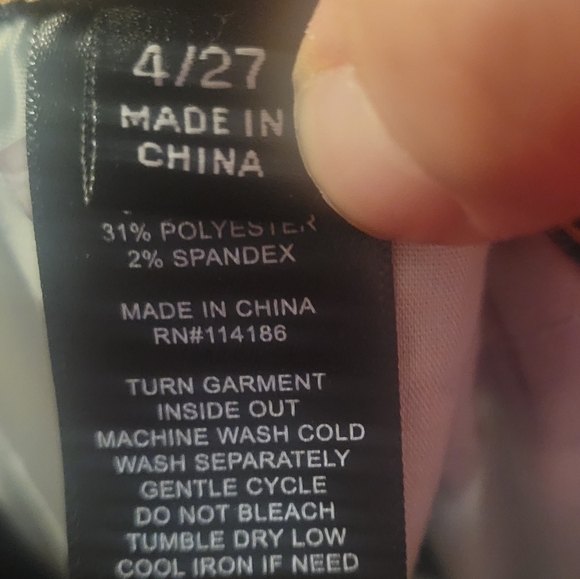 4/27
MADE IN
CHINA
31% POLYESTER
2% SPANDEX
MADE IN CHINA
RN#114186
TURN GARMENT
INSIDE OUT
MACHINE WASH COLD
WASH SEPARATELY
GENTLE CYCLE
DO NOT BLEACH
TUMBLE DRY LOW
COOL IRON IF NEED